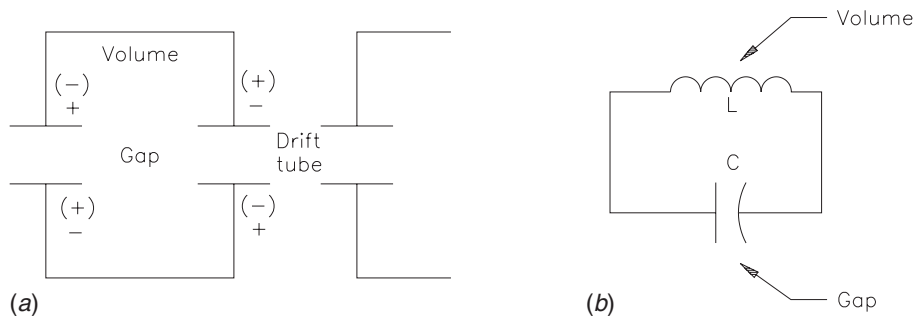 Volume
(−)
+
(+)
−
Gap
Drift
tube
(+)
−
(−)
+
(a)
Volume
L
C
Gap
(b)